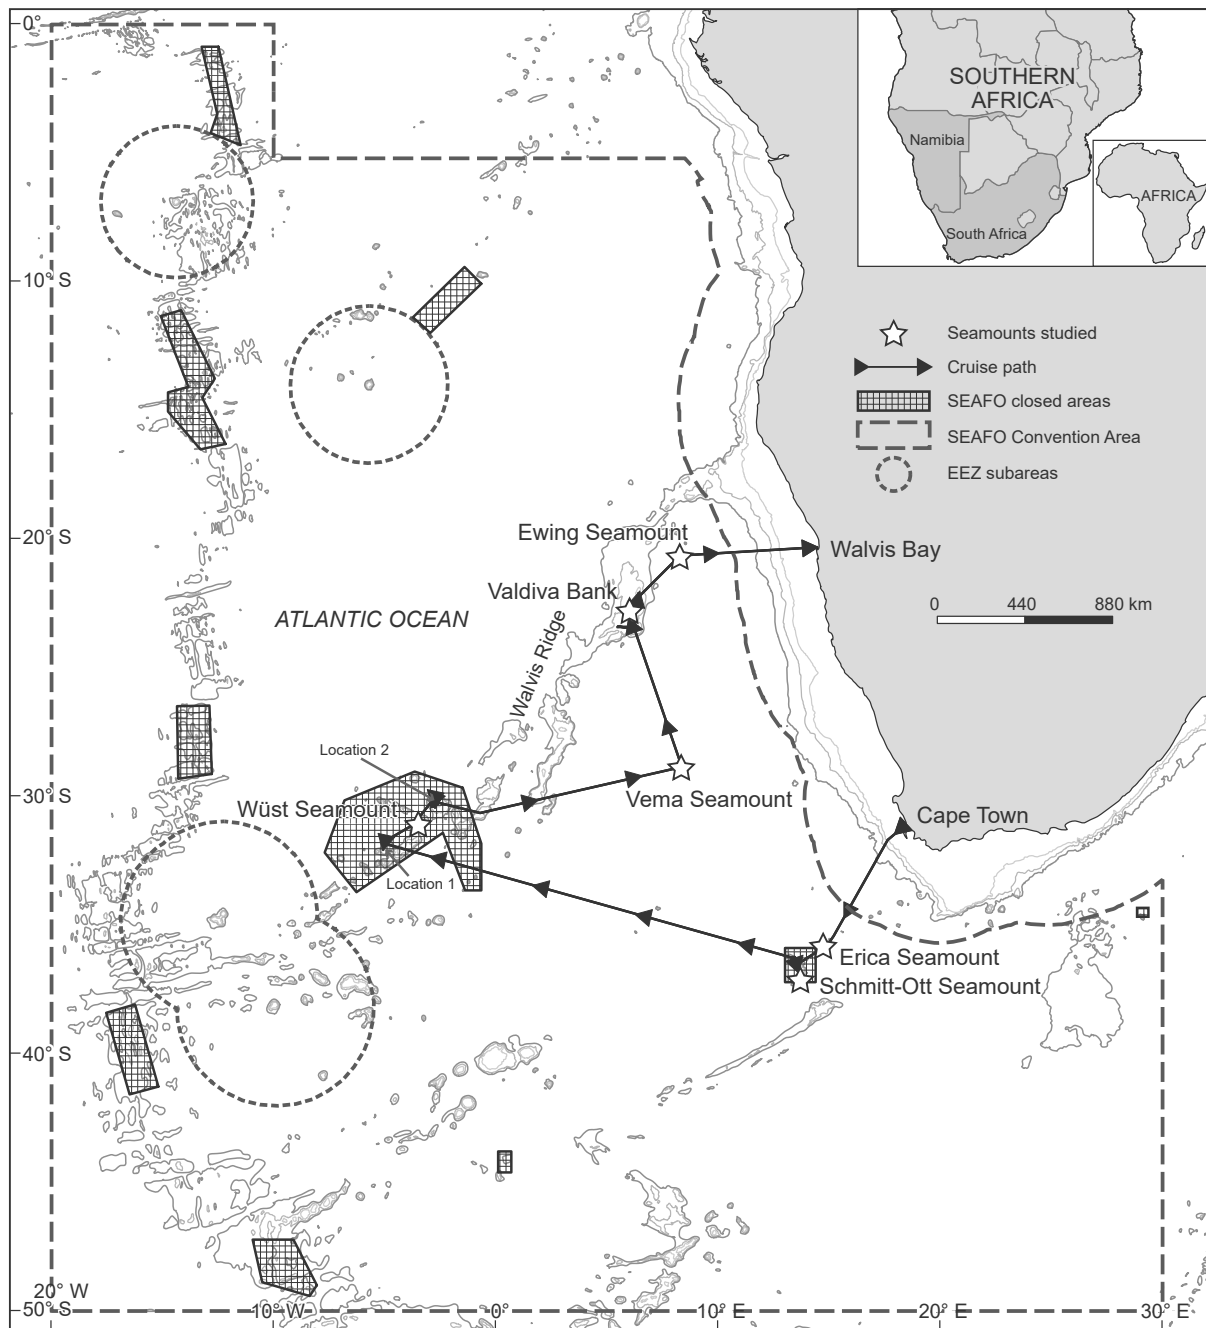 0°
10° S
20° S
30° S
40° S
50° S
20° W
10° W
0°
10° E
20° E
30° E
SOUTHERN
AFRICA
Namibia
South Africa
AFRICA
Seamounts studied
Cruise path
SEAFO closed areas
SEAFO Convention Area
EEZ subareas
Ewing Seamount
Walvis Bay
Valdiva Bank
0 440 880 km
ATLANTIC OCEAN
Walvis Ridge
Location 2
Wüst Seamount
Vema Seamount
Cape Town
Location 1
Erica Seamount
Schmitt-Ott Seamount